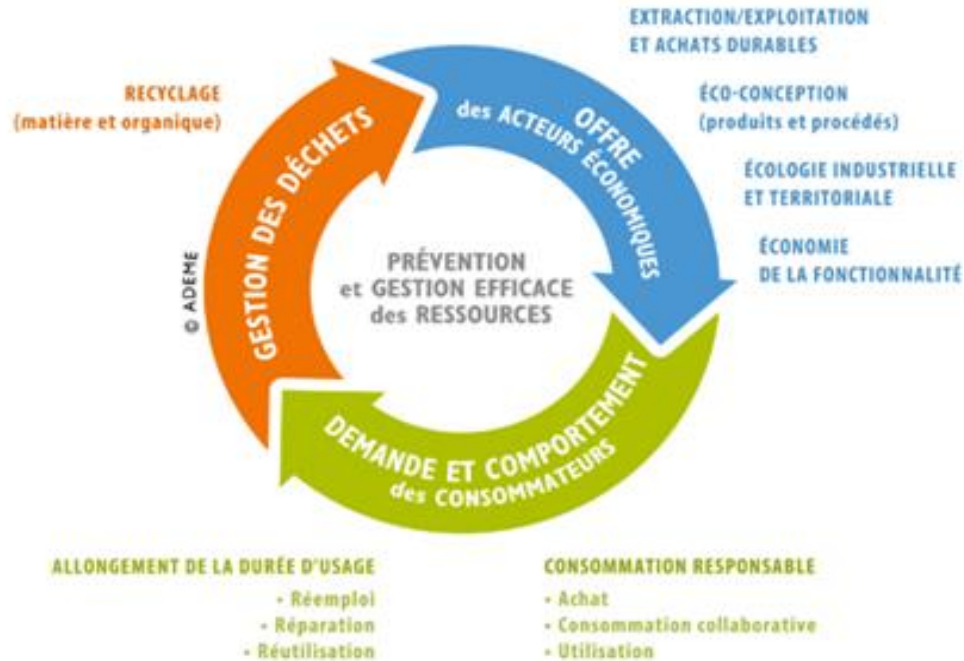 EXTRACTION/EXPLOITATION
ET ACHATS DURABLES
RECYCLAGE
(matière et organique)
ÉCO-CONCEPTION
(produits et procédés)
ÉCOLOGIE INDUSTRIELLE
ET TERRITORIALE
ÉCONOMIE
DE LA FONCTIONNALITÉ
OFFRE
des ACTEURS ÉCONOMIQUES
GESTION DES DÉCHETS
© ADEME
PRÉVENTION
et GESTION EFFICACE
des RESSOURCES
DEMANDE ET COMPORTEMENT
des CONSOMMATEURS
ALLONGEMENT DE LA DURÉE D'USAGE
• Réemploi
• Réparation
• Réutilisation
CONSOMMATION RESPONSABLE
• Achat
• Consommation collaborative
• Utilisation